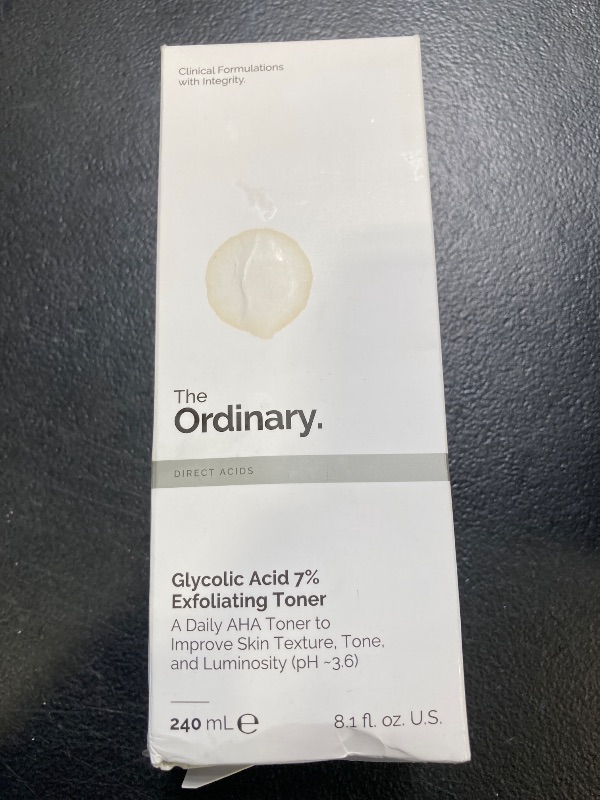 Clinical Formulations
with Integrity.
The
Ordinary.
DIRECT ACIDS
Glycolic Acid 7%
Exfoliating Toner
A Daily AHA Toner to
Improve Skin Texture, Tone,
and Luminosity (pH ~3.6)
240 mL ℮ 8.1 fl. oz. U.S.